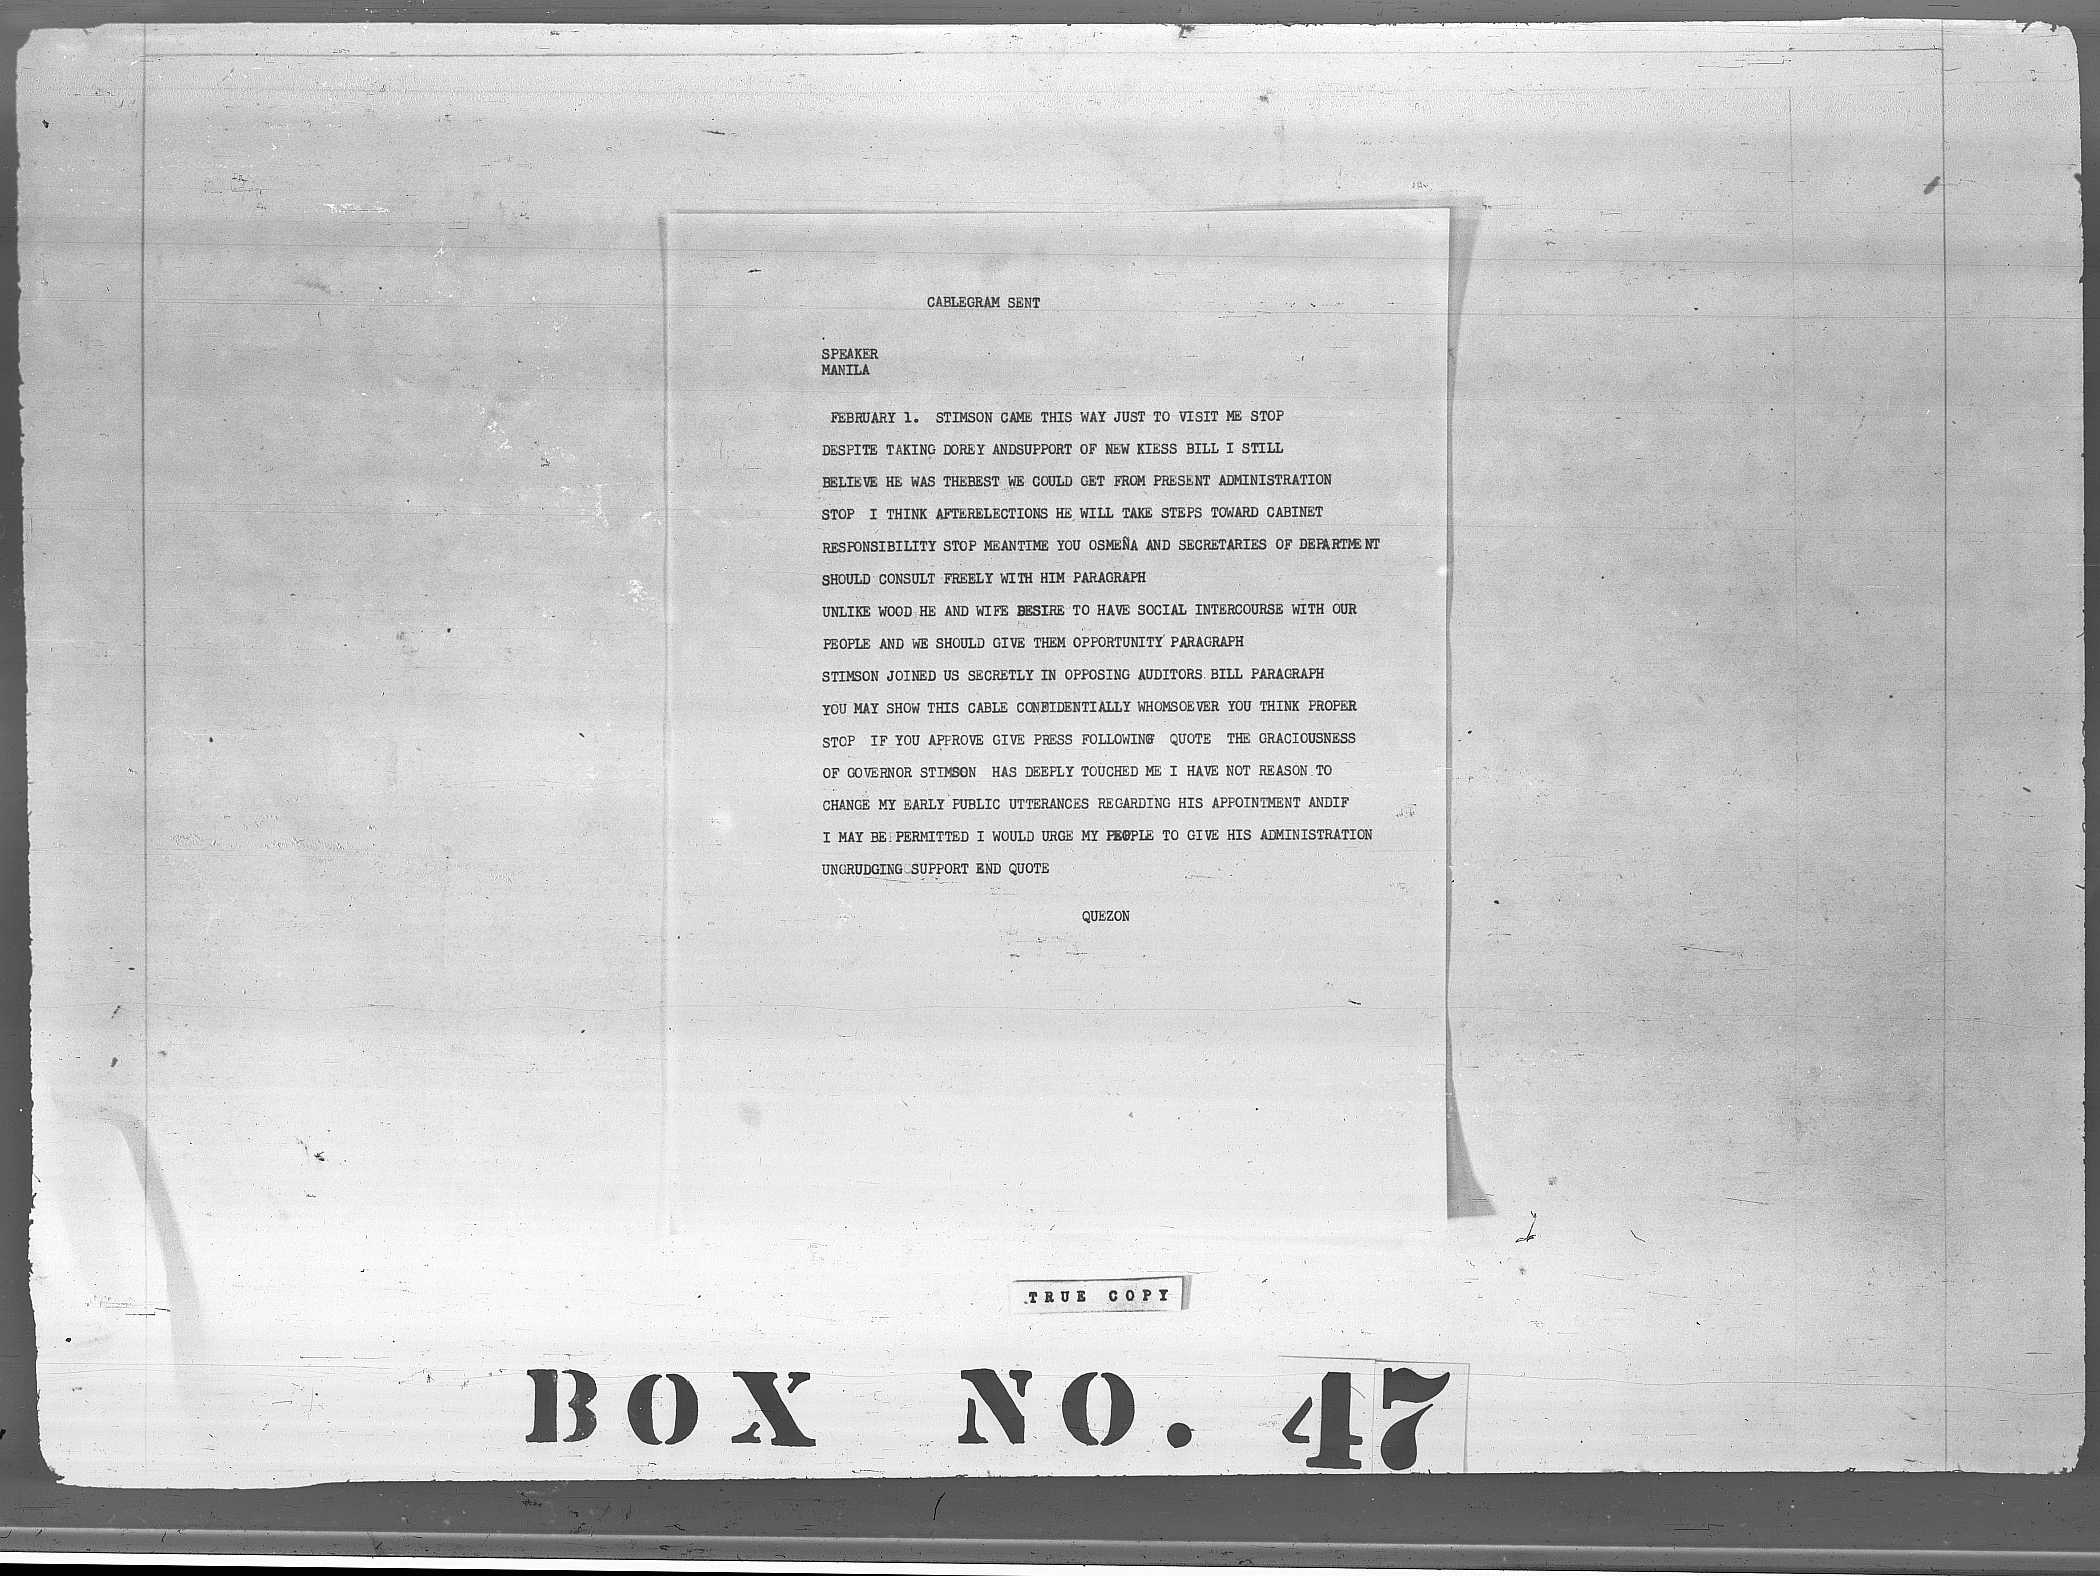 CABLEGRAM SENT
SPEAKER
MANILA
FEBRUARY 1. STIMSON CAME THIS WAY JUST TO VISIT ME STOP
DESPITE TAKING DOREY ANDSUPPORT OF NEW KIESS BILL I STILL
BELIEVE HE WAS THEBEST WE COULD GET FROM PRESENT ADMINISTRATION
STOP I THINK AFTERELECTIONS HE WILL TAKE STEPS TOWARD CABINET
RESPONSIBILITY STOP MEANTIME YOU OSMEÑA AND SECRETARIES OF DEPARTMENT
SHOULD CONSULT FREELY WITH HIM PARAGRAPH
UNLIKE WOOD HE AND WIFE DESIRE TO HAVE SOCIAL INTERCOURSE WITH OUR
PEOPLE AND WE SHOULD GIVE THEM OPPORTUNITY PARAGRAPH
STIMSON JOINED US SECRETLY IN OPPOSING AUDITORS BILL PARAGRAPH
YOU MAY SHOW THIS CABLE CONFIDENTIALLY WHOMSOEVER YOU THINK PROPER
STOP IF YOU APPROVE GIVE PRESS FOLLOWING QUOTE THE GRACIOUSNESS
OF GOVERNOR STIMSON HAS DEEPLY TOUCHED ME I HAVE NOT REASON TO
CHANGE MY EARLY PUBLIC UTTERANCES REGARDING HIS APPOINTMENT ANDIF
I MAY BE PERMITTED I WOULD URGE MY PEOPLE TO GIVE HIS ADMINISTRATION
UNGRUDGING SUPPORT END QUOTE
QUEZON
TRUE COPY
BOX NO. 47